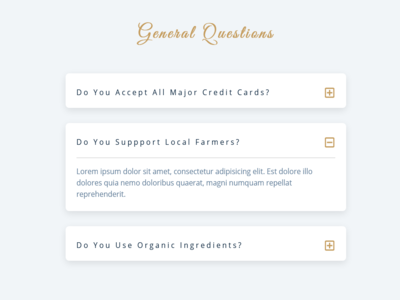 General Questions
Do You Accept All Major Credit Cards?
Do You Suppport Local Farmers?
Lorem ipsum dolor sit amet, consectetur adipisicing elit. Est dolore illo
dolores quia nemo doloribus quaerat, magni numquam repellat
reprehenderit.
Do You Use Organic Ingredients?